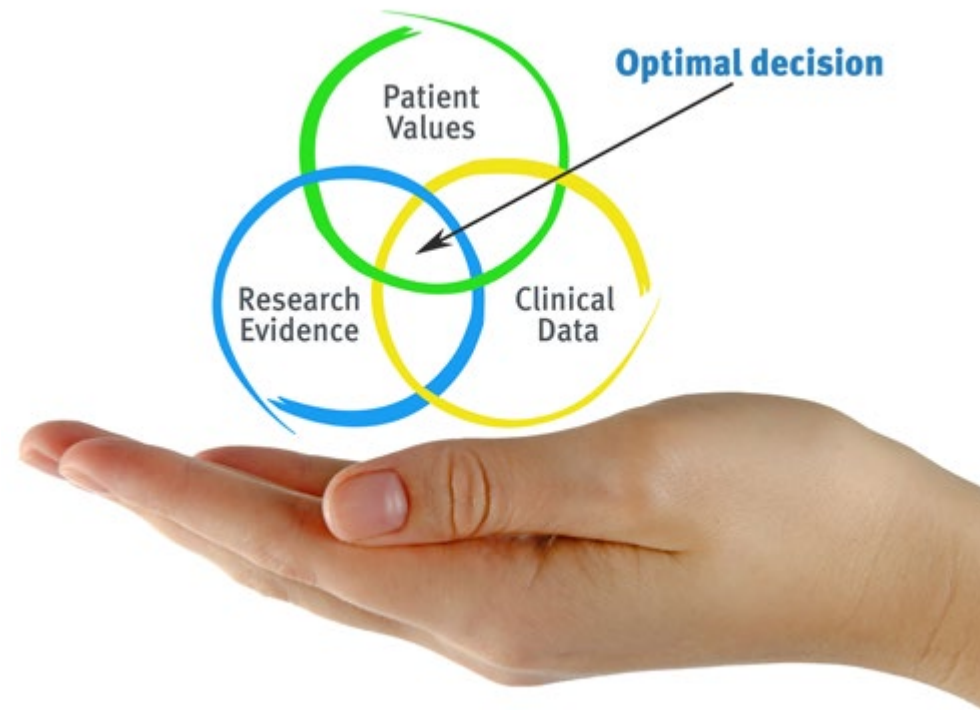 Patient
Values
Optimal decision
Research
Evidence
Clinical
Data